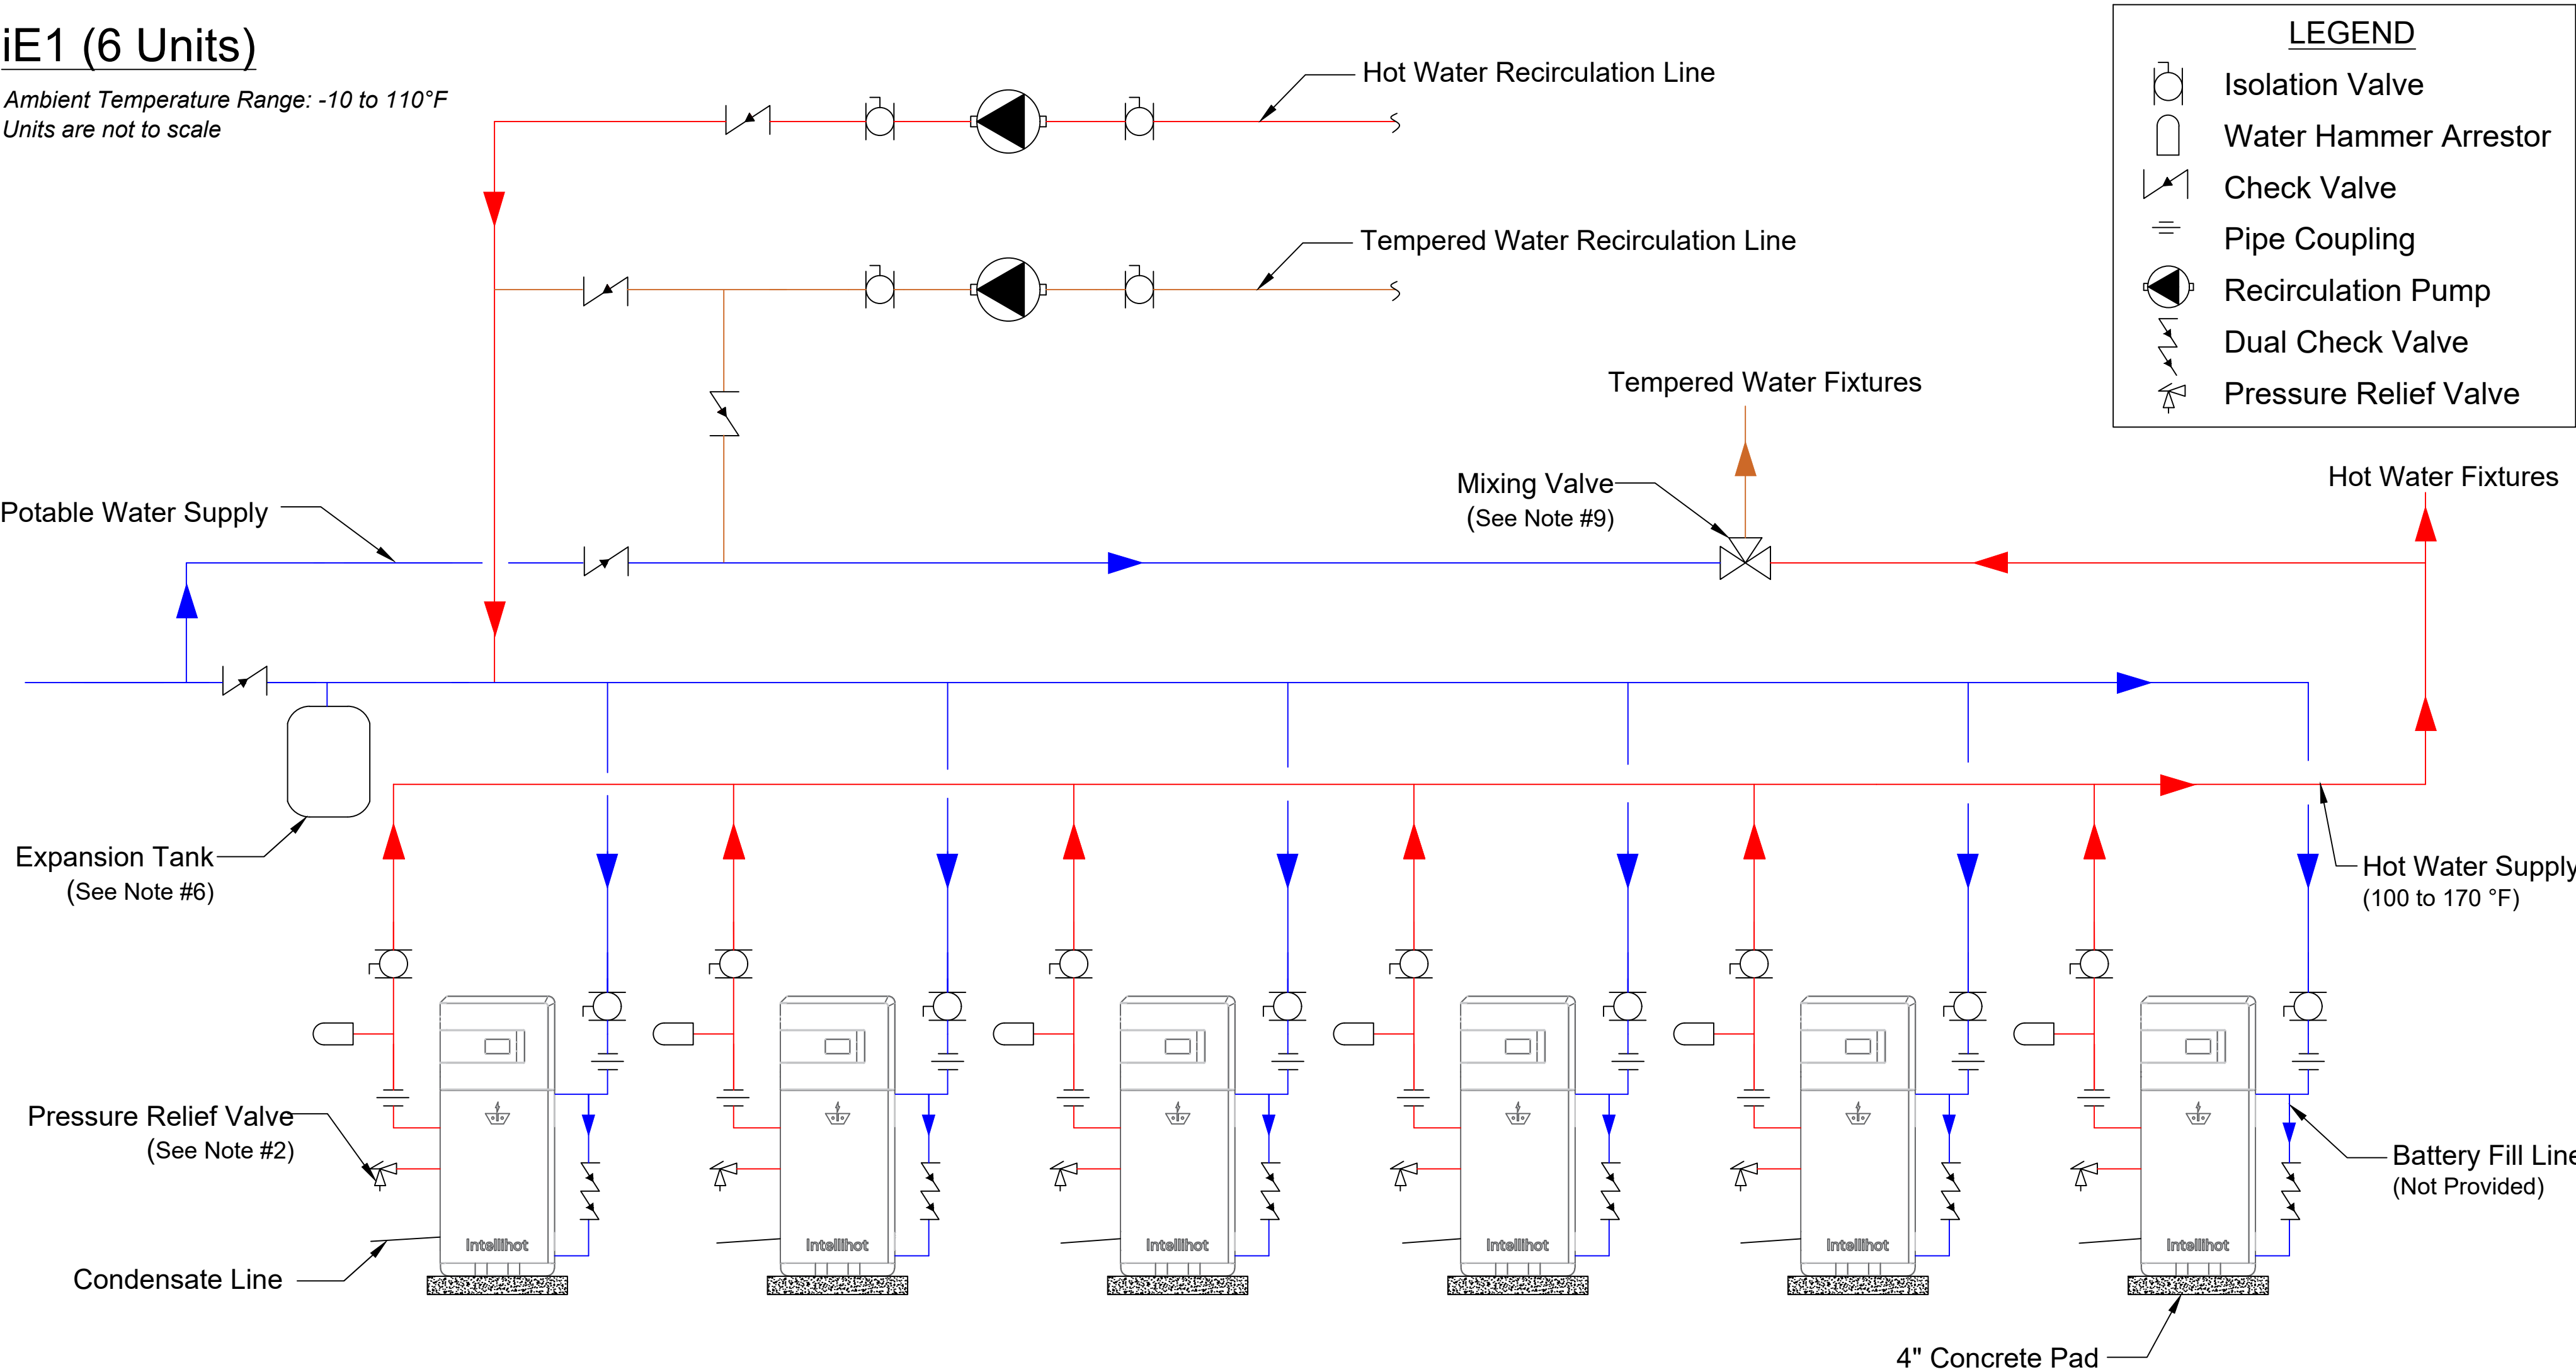 iE1 (6 Units)
Ambient Temperature Range: -10 to 110°F
Units are not to scale
Hot Water Recirculation Line
Tempered Water Recirculation Line
LEGEND
Isolation Valve
Water Hammer Arrestor
Check Valve
Pipe Coupling
Recirculation Pump
Dual Check Valve
Pressure Relief Valve
Tempered Water Fixtures
Mixing Valve
(See Note #9)
Hot Water Fixtures
Potable Water Supply
Expansion Tank
(See Note #6)
Hot Water Supply
(100 to 170 °F)
Pressure Relief Valve
(See Note #2)
Battery Fill Line
(Not Provided)
Condensate Line
Intellihot
Intellihot
Intellihot
Intellihot
Intellihot
Intellihot
4" Concrete Pad